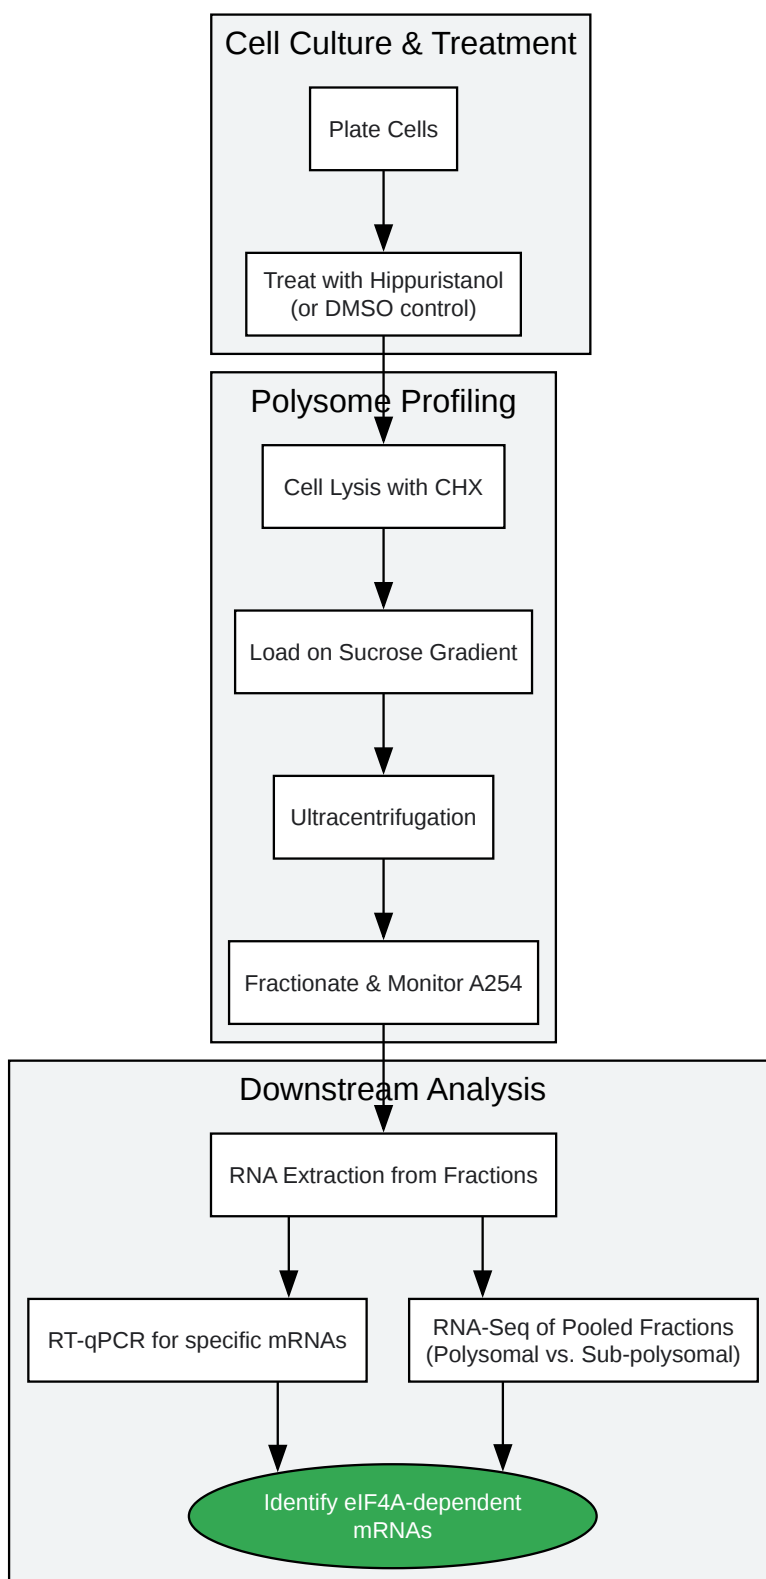 Cell Culture & Treatment
Plate Cells
Treat with Hippuristanol
(or DMSO control)
Polysome Profiling
Cell Lysis with CHX
Load on Sucrose Gradient
Ultracentrifugation
Fractionate & Monitor A254
Downstream Analysis
RNA Extraction from Fractions
RT-qPCR for specific mRNAs
RNA-Seq of Pooled Fractions
(Polysomal vs. Sub-polysomal)
Identify eIF4A-dependent
mRNAs